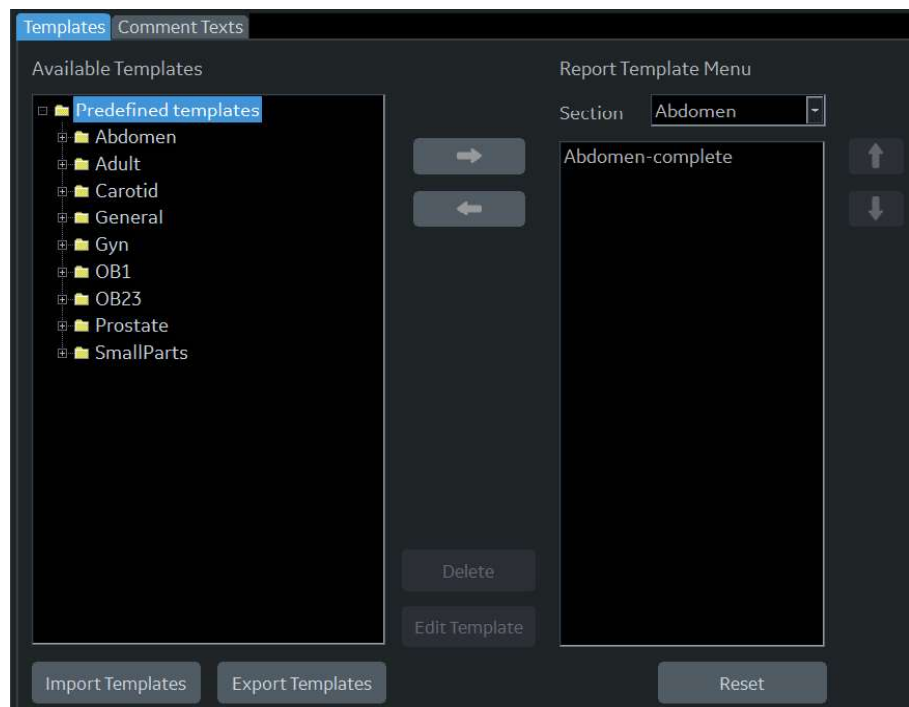 Templates Comment Texts
Available Templates
Predefined templates
Abdomen
Adult
Carotid
General
Gyn
OB1
OB23
Prostate
SmallParts
Import Templates Export Templates
Delete
Edit Template
Report Template Menu
Section Abdomen
Abdomen-complete
Reset